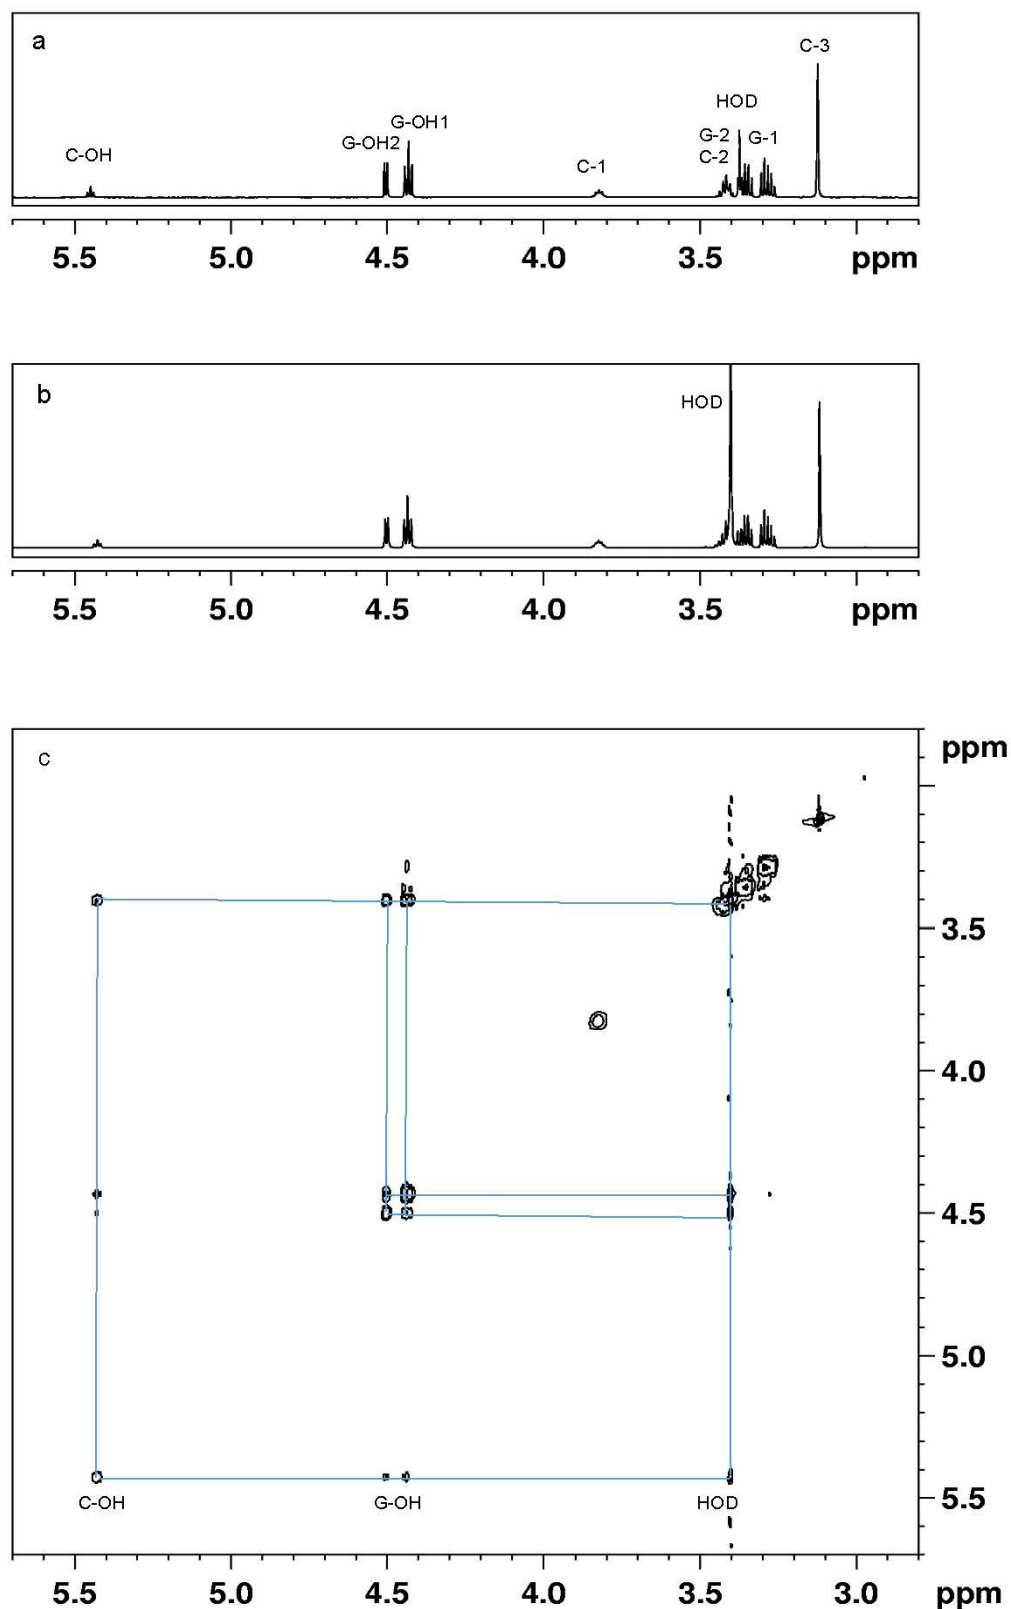 a
C-3
HOD
G-OH1
G-2
G-1
G-OH2
C-OH
C-2
C-1
5.5 5.0 4.5 4.0 3.5 ppm
b
HOD
5.5 5.0 4.5 4.0 3.5 ppm
c
ppm
3.5
4.0
4.5
5.0
5.5
C-OH G-OH HOD
5.5 5.0 4.5 4.0 3.5 3.0 ppm